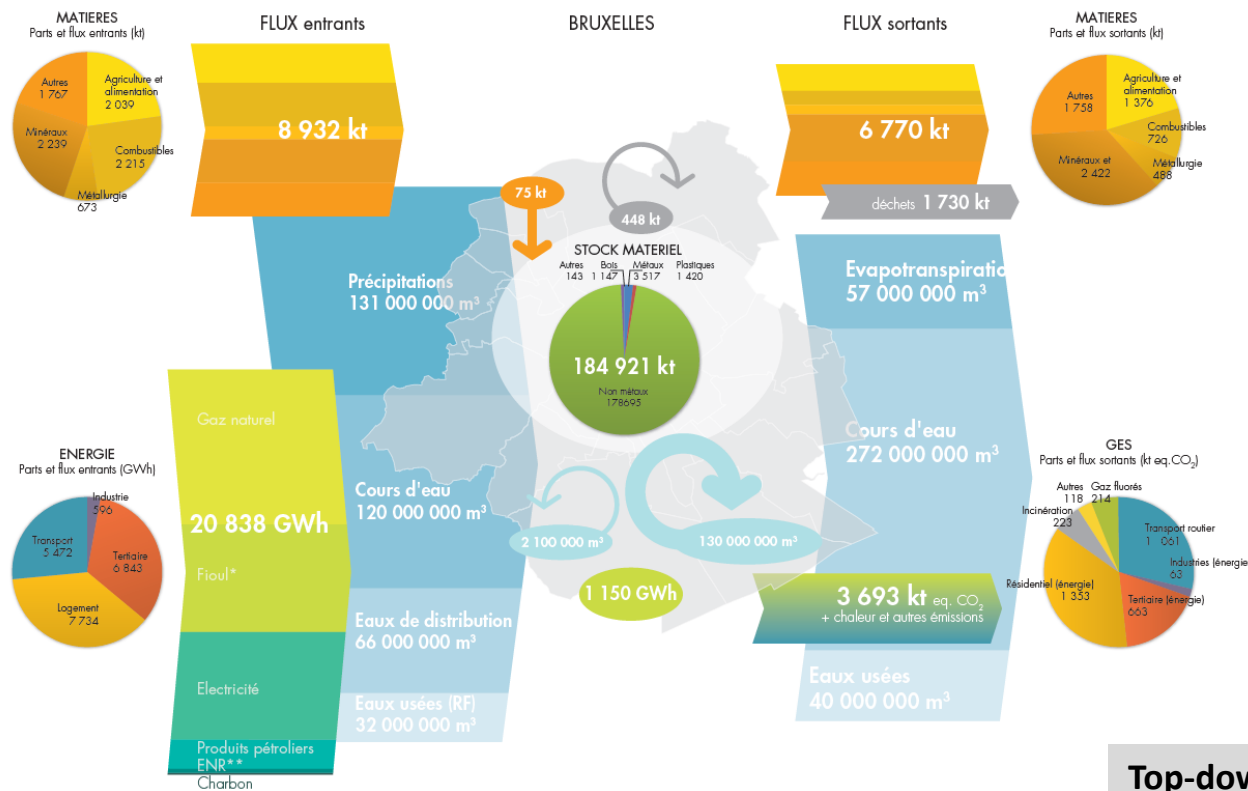 MATIERES
Parts et flux entrants (kt)
Autres
1 767
Agriculture et
alimentation
2 039
Minéraux
2 239
Combustibles
2 215
Métallurgie
673
FLUX entrants
8 932 kt
BRUXELLES
FLUX sortants
6 770 kt
déchets 1 730 kt
MATIERES
Parts et flux sortants (kt)
Autres
1 758
Agriculture et
alimentation
1 376
Combustibles
726
Métallurgie
488
Minéraux et
2 422
75 kt
448 kt
STOCK MATERIEL
Autres
143
Bois
1 147
Métaux
3 517
Plastiques
1 420
184 921 kt
Non métaux
178695
Précipitations
131 000 000 m³
Evapotranspiratio
57 000 000 m³
Gaz naturel
20 838 GWh
Fioul*
Electricité
Produits pétroliers
ENR**
Charbon
Cours d'eau
120 000 000 m³
Eaux de distribution
66 000 000 m³
Eaux usées (RF)
32 000 000 m³
2 100 000 m³
130 000 000 m³
1 150 GWh
Cours d'eau
272 000 000 m³
3 693 kt eq. CO₂
+ chaleur et autres émissions
Eaux usées
40 000 000 m³
ENERGIE
Parts et flux entrants (GWh)
Industrie
596
Transport
5 472
Tertiaire
6 843
Logement
7 734
GES
Parts et flux sortants (kt eq.CO₂)
Autres
118
Gaz fluorés
214
Incinération
223
Transport routier
1 061
Industries (énergie)
63
Résidentiel (énergie)
1 353
Tertiaire (énergie)
663
Top-dow